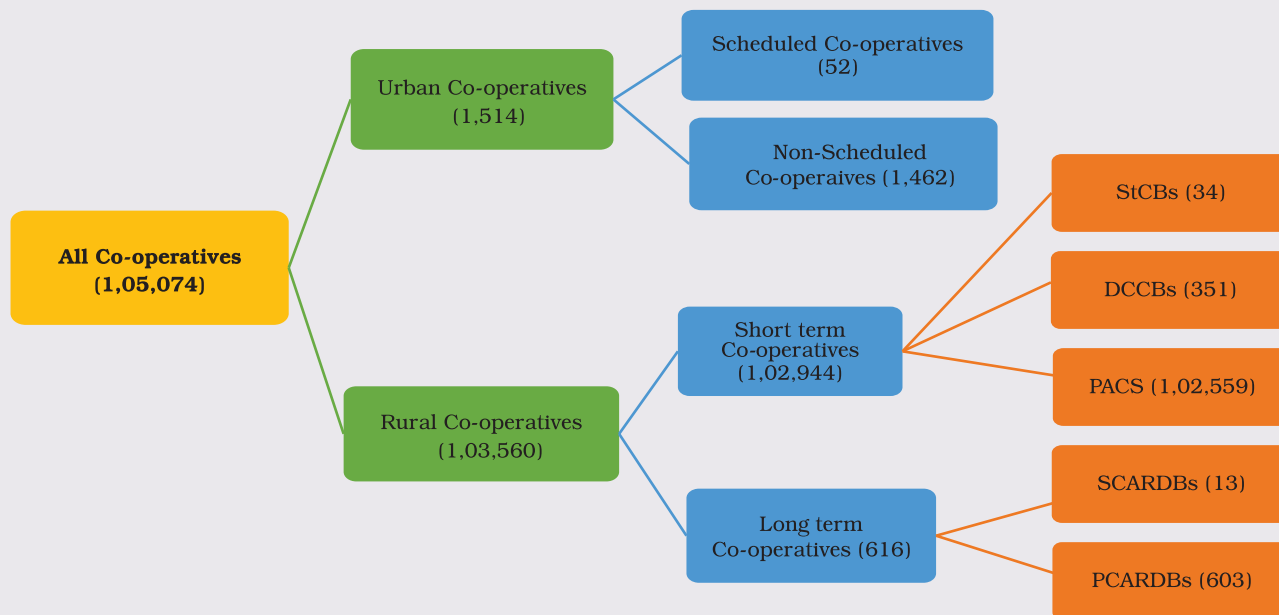 All Co-operatives
(1,05,074)
Urban Co-operatives
(1,514)
Rural Co-operatives
(1,03,560)
Scheduled Co-operatives
(52)
Non-Scheduled
Co-operaives (1,462)
Short term
Co-operatives
(1,02,944)
Long term
Co-operatives (616)
StCBs (34)
DCCBs (351)
PACS (1,02,559)
SCARDBs (13)
PCARDBs (603)